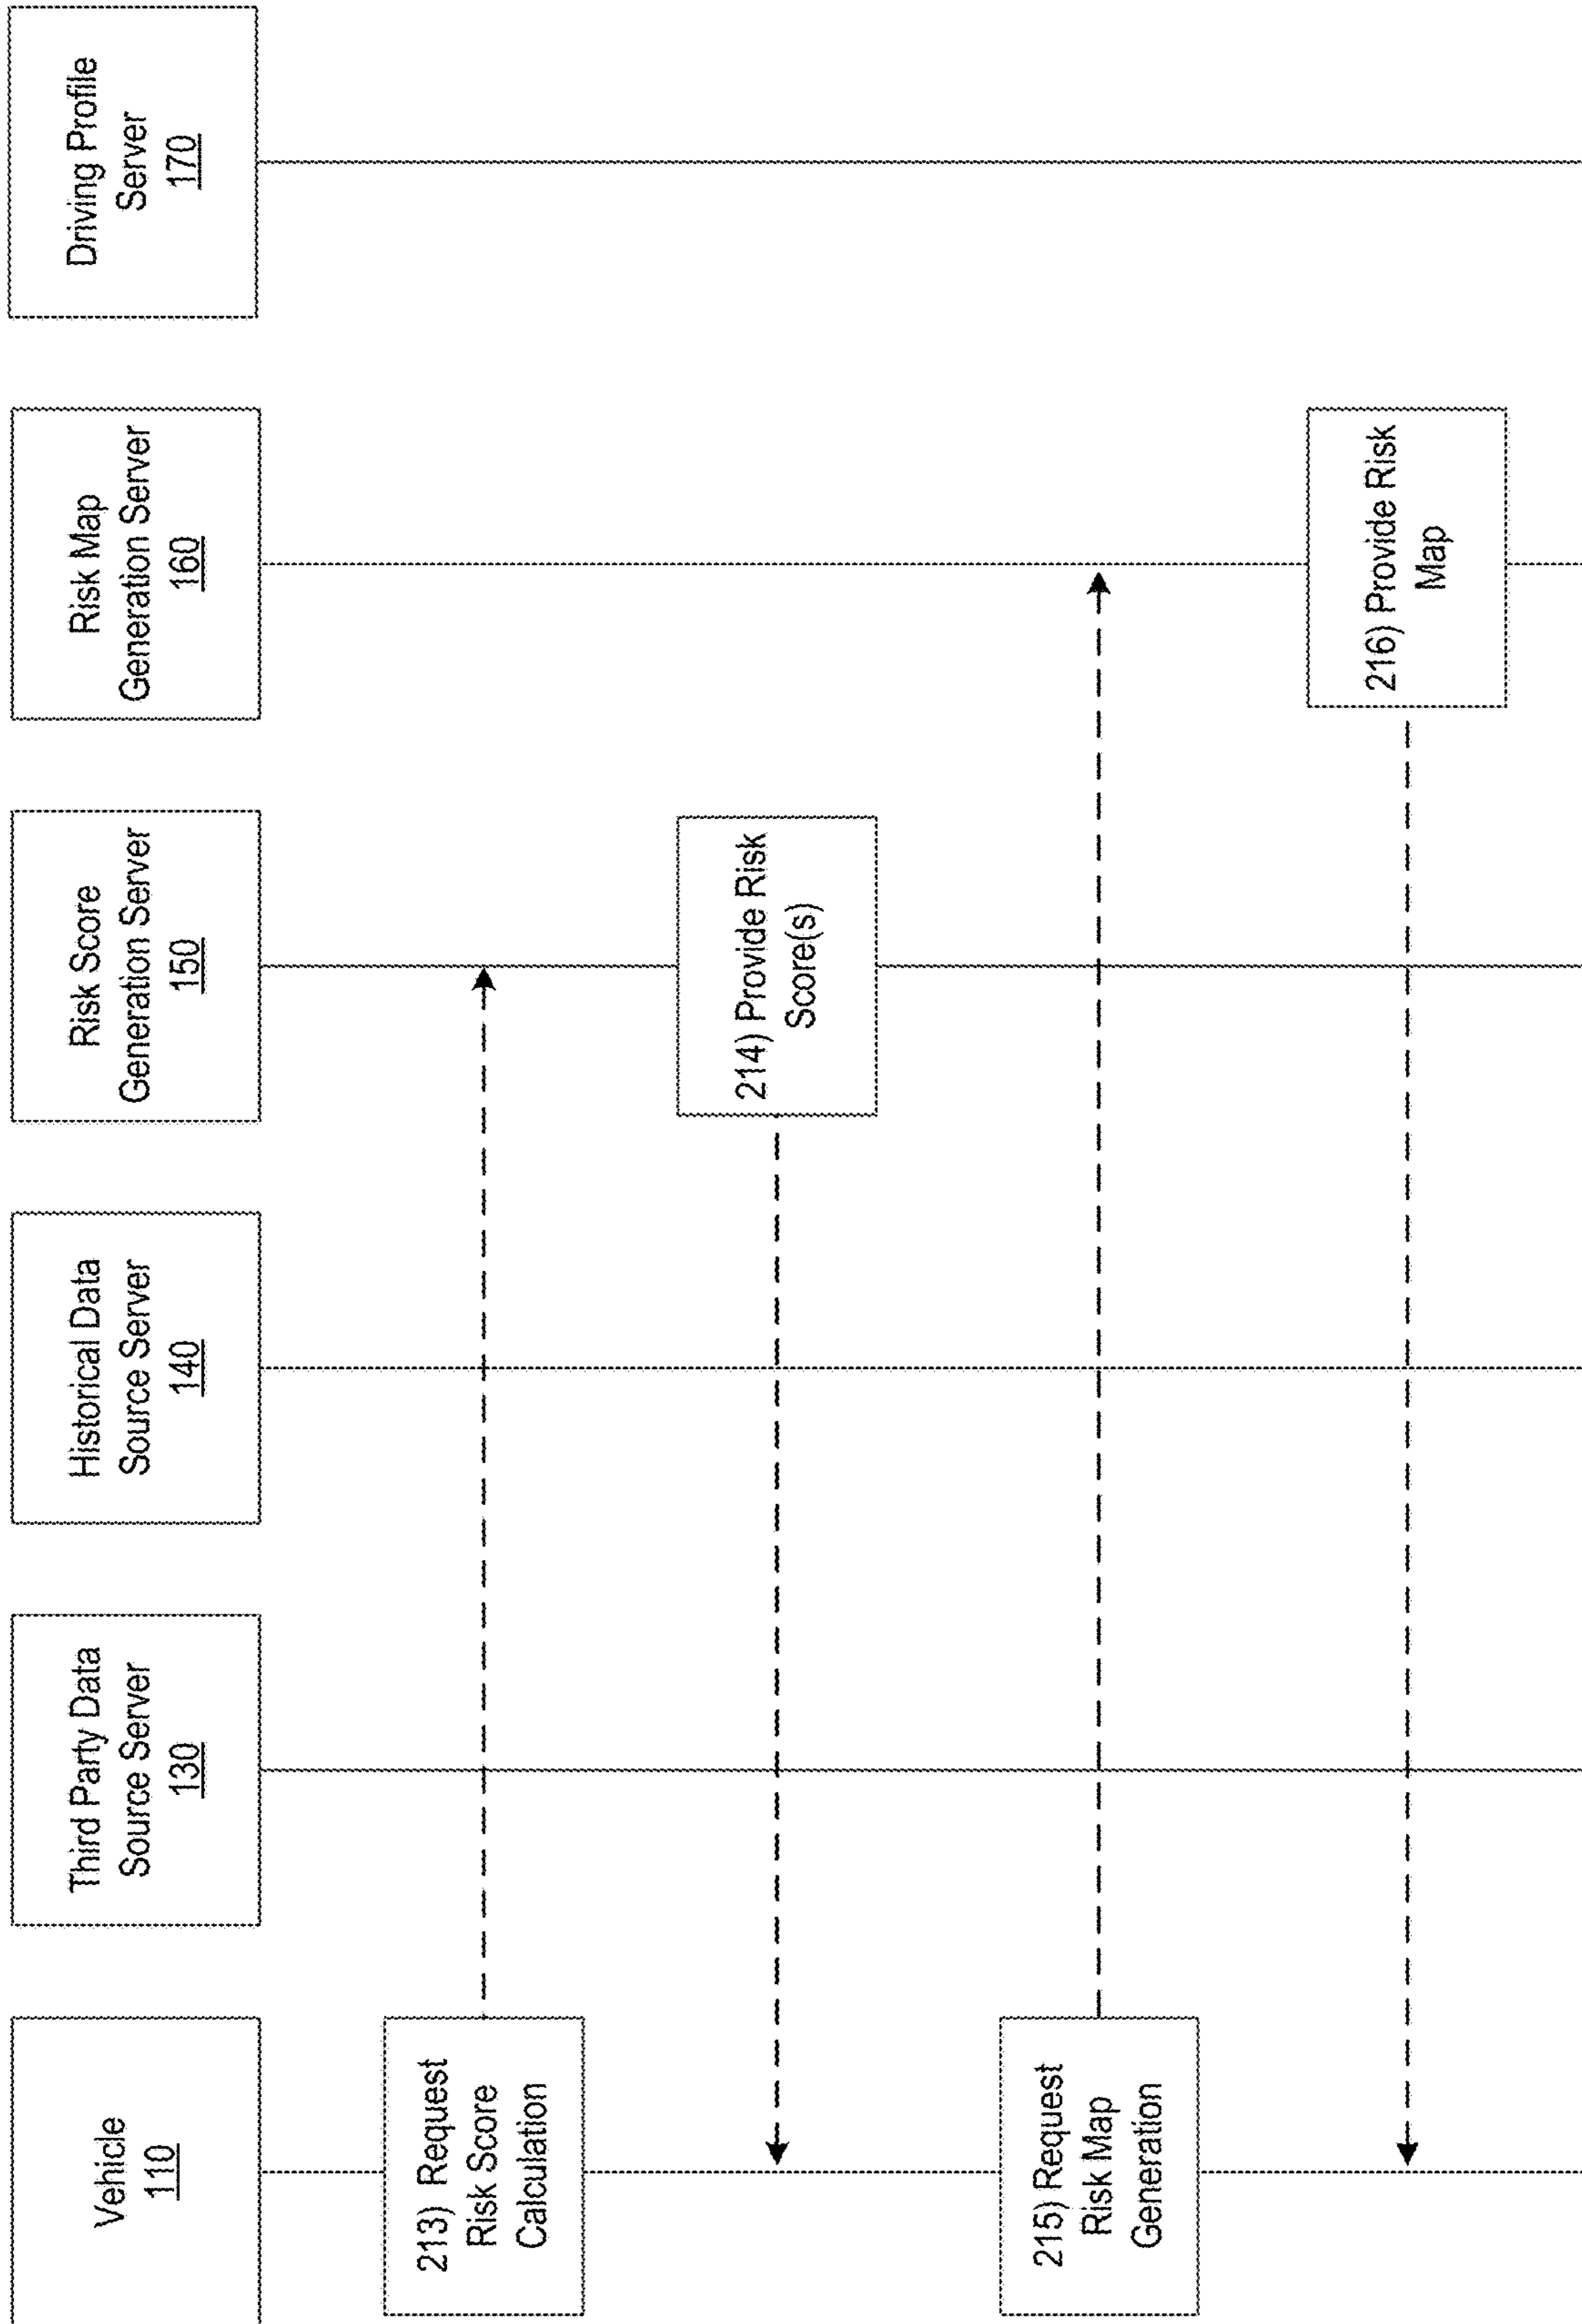 Vehicle
110
Third Party Data
Source Server
130
Historical Data
Source Server
140
Risk Score
Generation Server
150
Risk Map
Generation Server
160
Driving Profile
Server
170
213) Request
Risk Score
Calculation
214) Provide Risk
Score(s)
215) Request
Risk Map
Generation
216) Provide Risk
Map